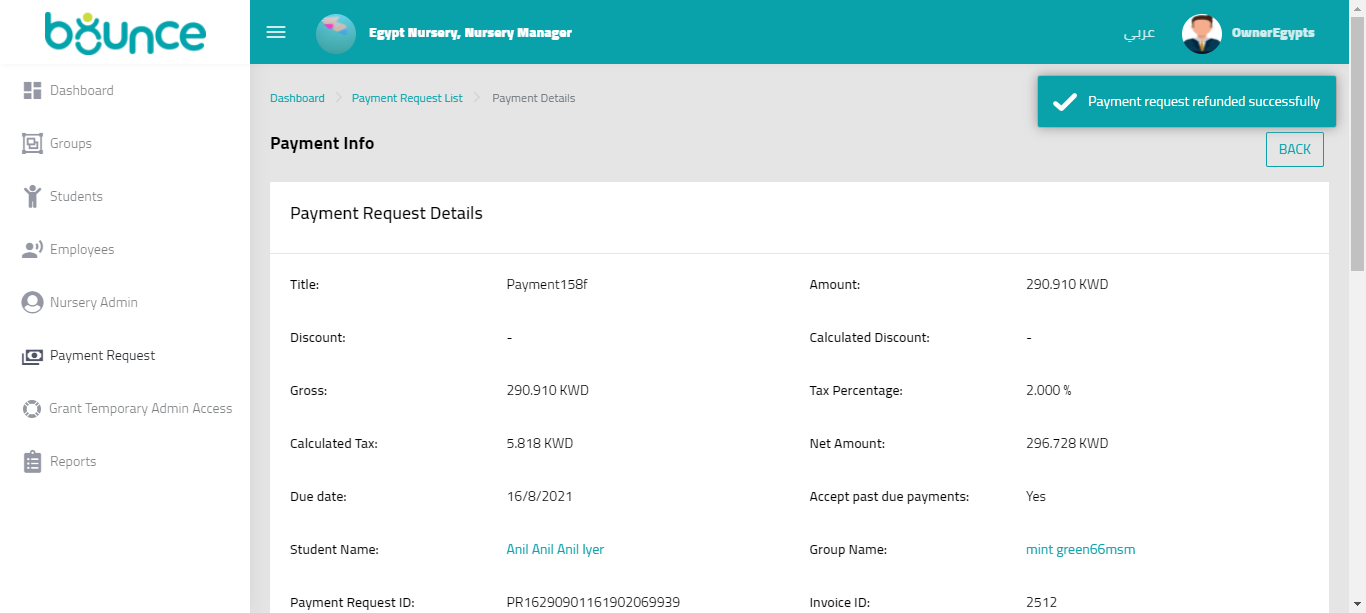 bounce
Egypt Nursery, Nursery Manager
عربي
OwnerEgypts
Dashboard
Groups
Students
Employees
Nursery Admin
Payment Request
Grant Temporary Admin Access
Reports
Dashboard > Payment Request List > Payment Details
Payment request refunded successfully
Payment Info
BACK
Payment Request Details
Title: Payment158f Amount: 290.910 KWD
Discount: - Calculated Discount: -
Gross: 290.910 KWD Tax Percentage: 2.000 %
Calculated Tax: 5.818 KWD Net Amount: 296.728 KWD
Due date: 16/8/2021 Accept past due payments: Yes
Student Name: Anil Anil Anil Iyer Group Name: mint green66msm
Payment Request ID: PR16290901161902069939 Invoice ID: 2512